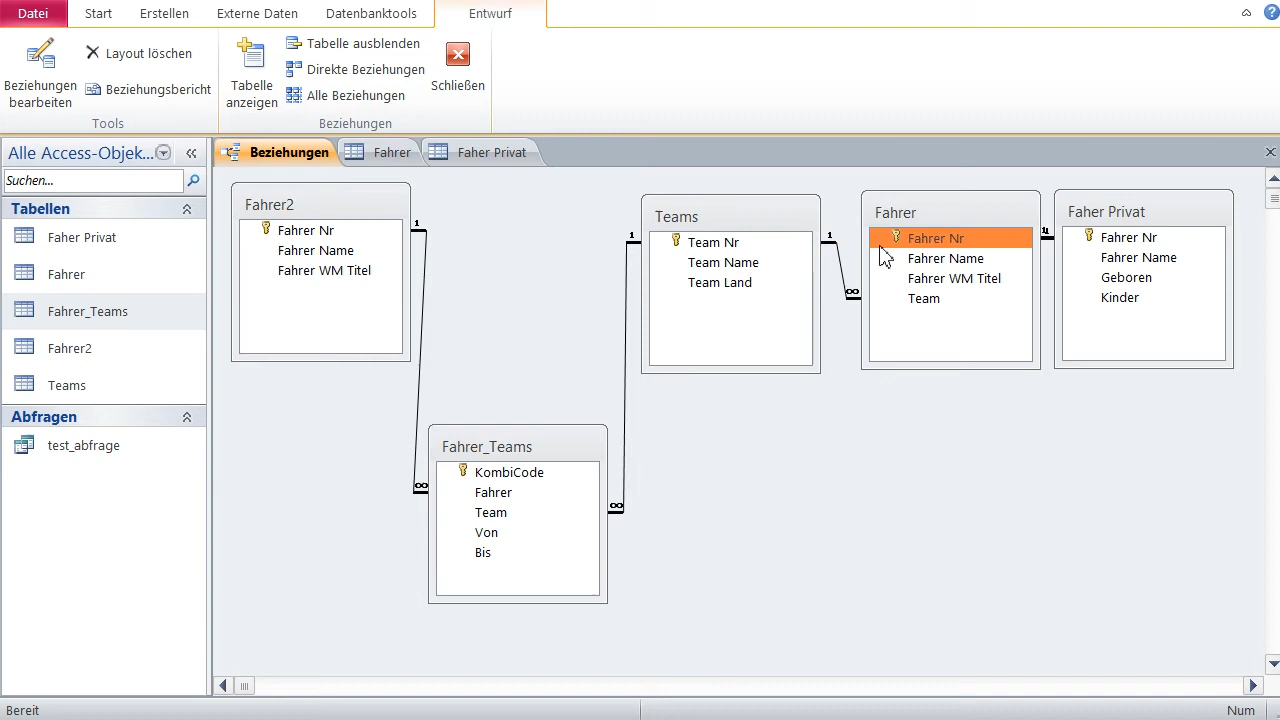 Datei Start Erstellen Externe Daten Datenbanktools Entwurf
Beziehungen bearbeiten
Layout löschen
Beziehungsbericht
Tools
Tabelle anzeigen
Tabelle ausblenden
Direkte Beziehungen
Alle Beziehungen
Schließen
Beziehungen
Alle Access-Objek...
Suchen...
Tabellen
Faher Privat
Fahrer
Fahrer_Teams
Fahrer2
Teams
Abfragen
test_abfrage
Beziehungen Fahrer Faher Privat
Fahrer2
Fahrer Nr
Fahrer Name
Fahrer WM Titel
1
∞
Fahrer_Teams
KombiCode
Fahrer
Team
Von
Bis
∞
1
Teams
Team Nr
Team Name
Team Land
1
∞
Fahrer
Fahrer Nr
Fahrer Name
Fahrer WM Titel
Team
Faher Privat
Fahrer Nr
Fahrer Name
Geboren
Kinder
Bereit
Num